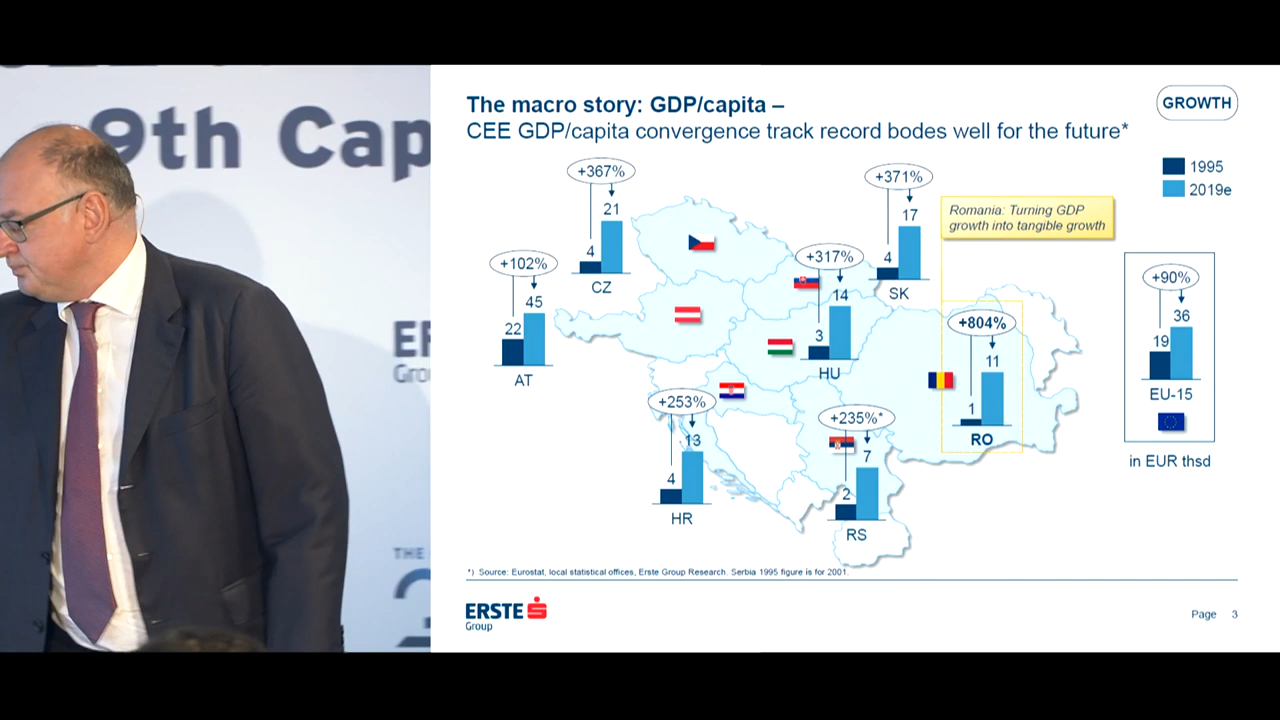 9th Cap
THE
The macro story: GDP/capita –
CEE GDP/capita convergence track record bodes well for the future*
GROWTH
1995
2019e
+367%
4
21
CZ
+371%
4
17
SK
Romania: Turning GDP
growth into tangible growth
+102%
22
45
AT
+317%
3
14
HU
+804%
1
11
RO
+90%
19
36
EU-15
in EUR thsd
+253%
4
13
HR
+235%*
2
7
RS
*) Source: Eurostat, local statistical offices, Erste Group Research. Serbia 1995 figure is for 2001.
ERSTE
Group
Page 3